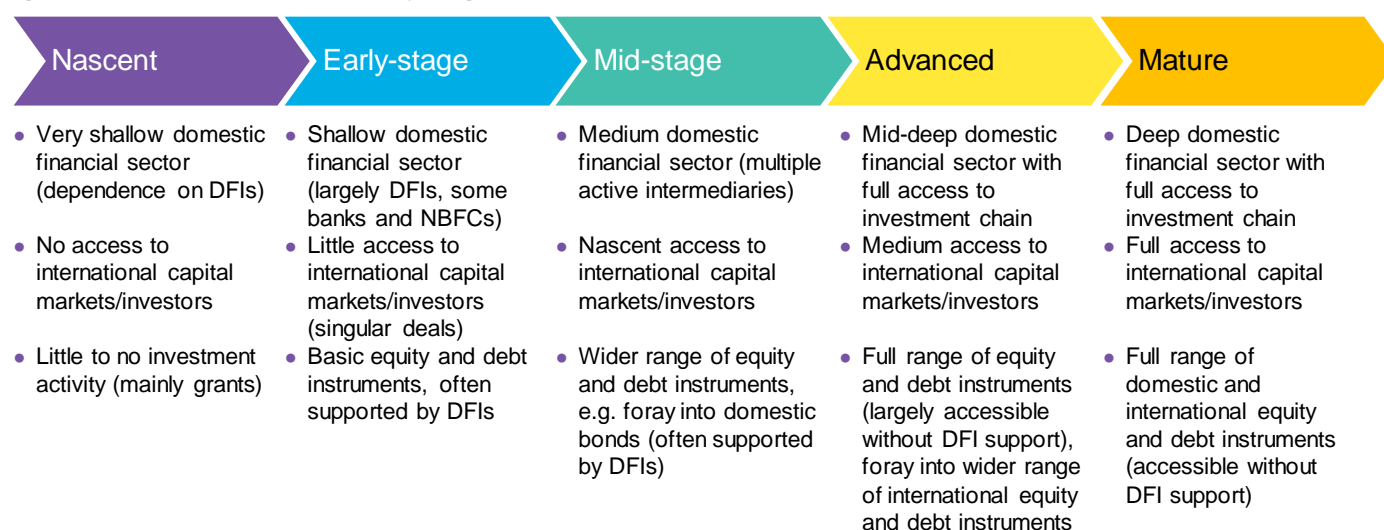 Nascent
Very shallow domestic
financial sector
(dependence on DFIs)
No access to
international capital
markets/investors
Little to no investment
activity (mainly grants)
Early-stage
Shallow domestic
financial sector
(largely DFIs, some
banks and NBFCs)
Little access to
international capital
markets/investors
(singular deals)
Basic equity and debt
instruments, often
supported by DFIs
Mid-stage
Medium domestic
financial sector (multiple
active intermediaries)
Nascent access to
international capital
markets/investors
Wider range of equity
and debt instruments,
e.g. foray into domestic
bonds (often supported
by DFIs)
Advanced
Mid-deep domestic
financial sector with
full access to
investment chain
Medium access to
international capital
markets/investors
Full range of equity
and debt instruments
(largely accessible
without DFI support),
foray into wider range
of international equity
and debt instruments
Mature
Deep domestic
financial sector with
full access to
investment chain
Full access to
international capital
markets/investors
Full range of
domestic and
international equity
and debt instruments
(accessible without
DFI support)